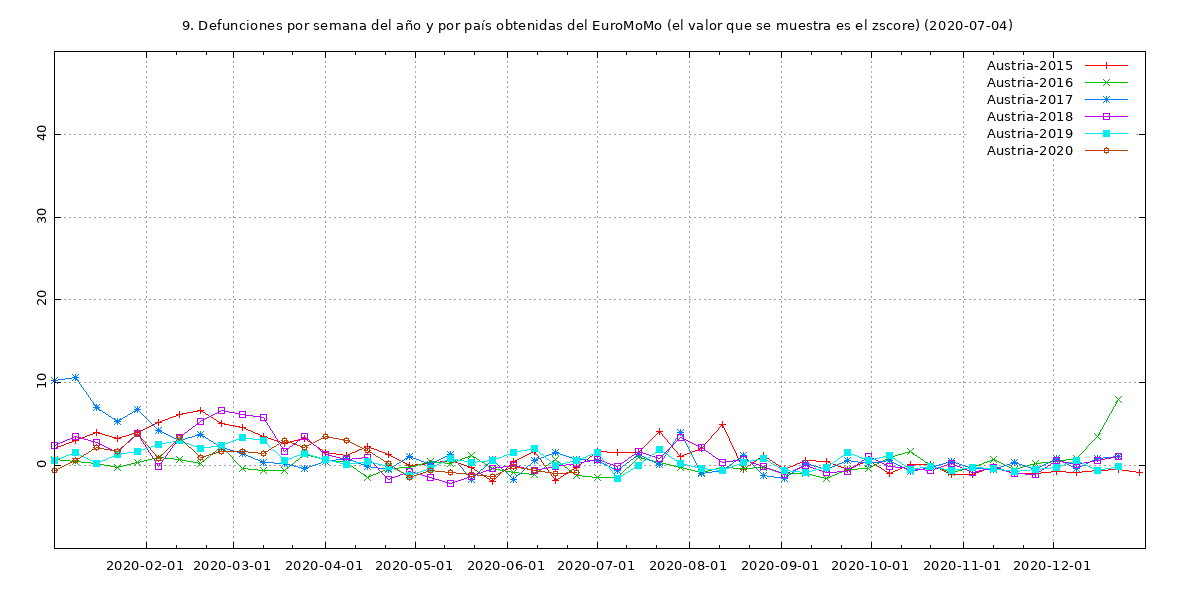 9. Defunciones por semana del año y por país obtenidas del EuroMoMo (el valor que se muestra es el zscore) (2020-07-04)
Austria-2015
Austria-2016
Austria-2017
Austria-2018
Austria-2019
Austria-2020
40
30
20
10
0
2020-02-01 2020-03-01 2020-04-01 2020-05-01 2020-06-01 2020-07-01 2020-08-01 2020-09-01 2020-10-01 2020-11-01 2020-12-01